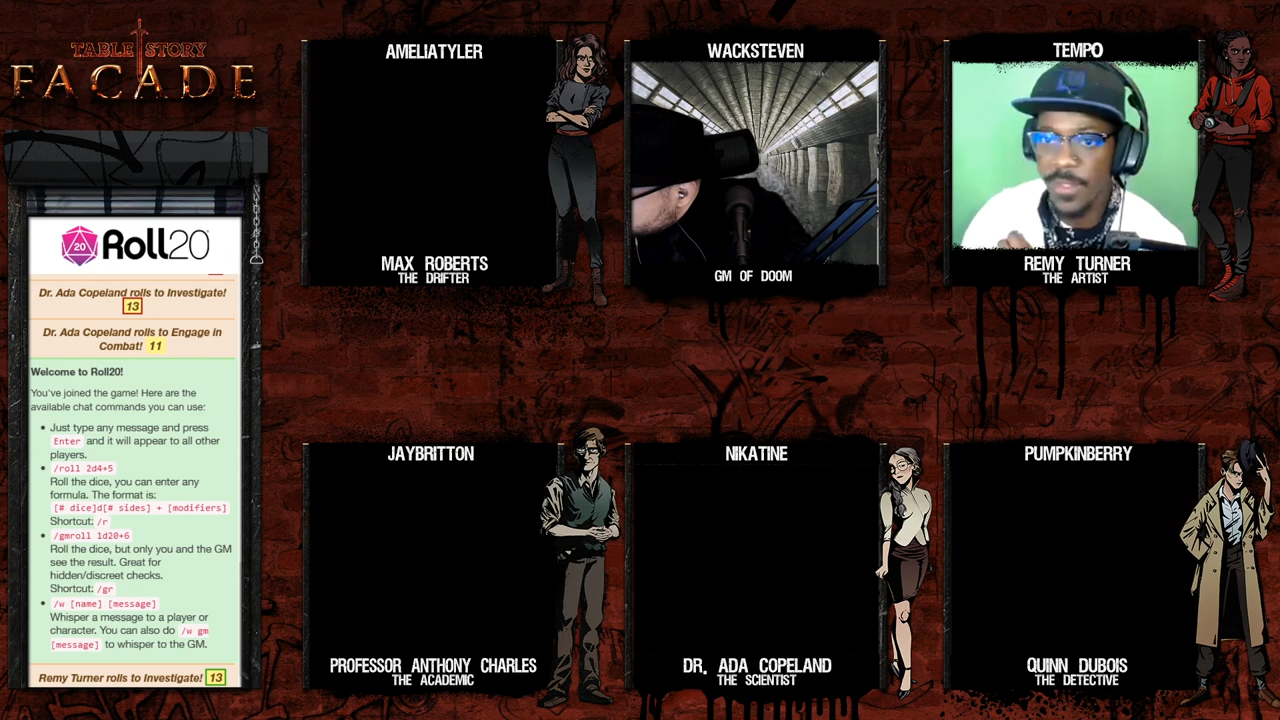 TABLE STORY
FACADE
20
Roll20
Dr. Ada Copeland rolls to Investigate!
13
Dr. Ada Copeland rolls to Engage in
Combat! 11
Welcome to Roll20!
You've joined the game! Here are the
available chat commands you can use:
• Just type any message and press
Enter and it will appear to all other
players.
• /roll 2d4+5
Roll the dice, you can enter any
formula. The format is:
[# dice]d[# sides] + [modifiers]
Shortcut: /r
• /gmroll 1d20+6
Roll the dice, but only you and the GM
see the result. Great for
hidden/discreet checks.
Shortcut: /gr
• /w [name] [message]
Whisper a message to a player or
character. You can also do /w gm
[message] to whisper to the GM.
Remy Turner rolls to Investigate! 13
AMELIATYLER
MAX ROBERTS
THE DRIFTER
WACKSTEVEN
GM OF DOOM
TEMPO
REMY TURNER
THE ARTIST
JAYBRITTON
PROFESSOR ANTHONY CHARLES
THE ACADEMIC
NIKATINE
DR. ADA COPELAND
THE SCIENTIST
PUMPKINBERRY
QUINN DUBOIS
THE DETECTIVE